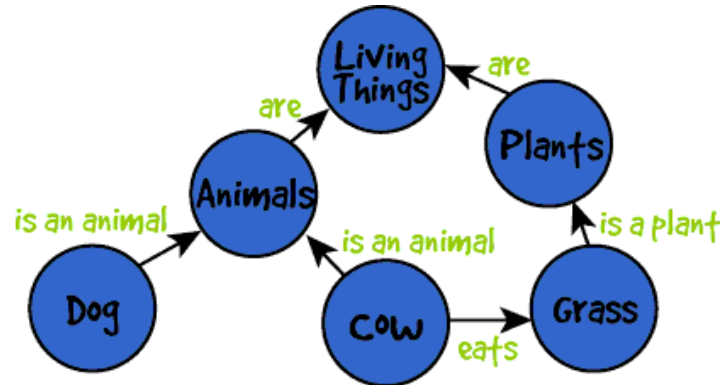 Living
Things
are
are
Plants
Animals
is an animal
is an animal
is a plant
Dog
Cow
eats
Grass